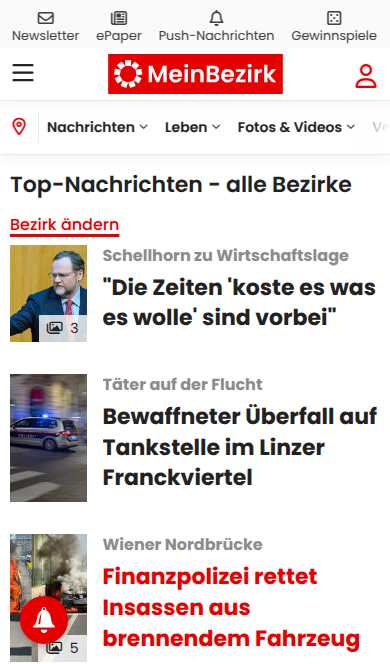 Newsletter ePaper Push-Nachrichten Gewinnspiele
MeinBezirk
Nachrichten Leben Fotos & Videos
Top-Nachrichten - alle Bezirke
Bezirk ändern
Schellhorn zu Wirtschaftslage
"Die Zeiten 'koste es was
es wolle' sind vorbei"
3
Täter auf der Flucht
Bewaffneter Überfall auf
Tankstelle im Linzer
Franckviertel
Wiener Nordbrücke
Finanzpolizei rettet
Insassen aus
brennendem Fahrzeug
5